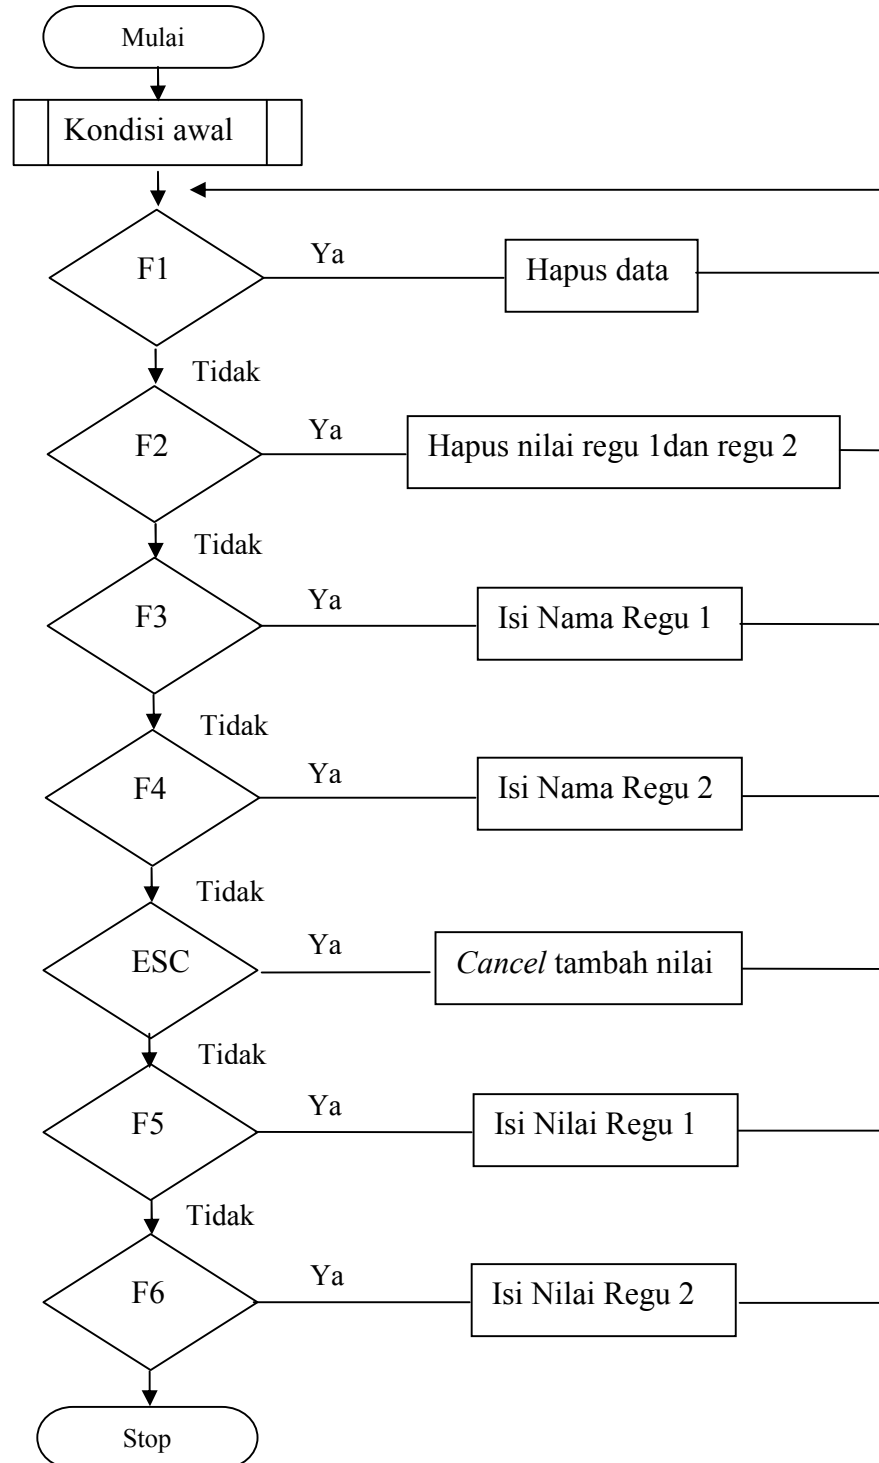 Mulai
Kondisi awal
F1
Ya
Hapus data
Tidak
F2
Ya
Hapus nilai regu 1dan regu 2
Tidak
F3
Ya
Isi Nama Regu 1
Tidak
F4
Ya
Isi Nama Regu 2
Tidak
ESC
Ya
Cancel tambah nilai
Tidak
F5
Ya
Isi Nilai Regu 1
Tidak
F6
Ya
Isi Nilai Regu 2
Stop